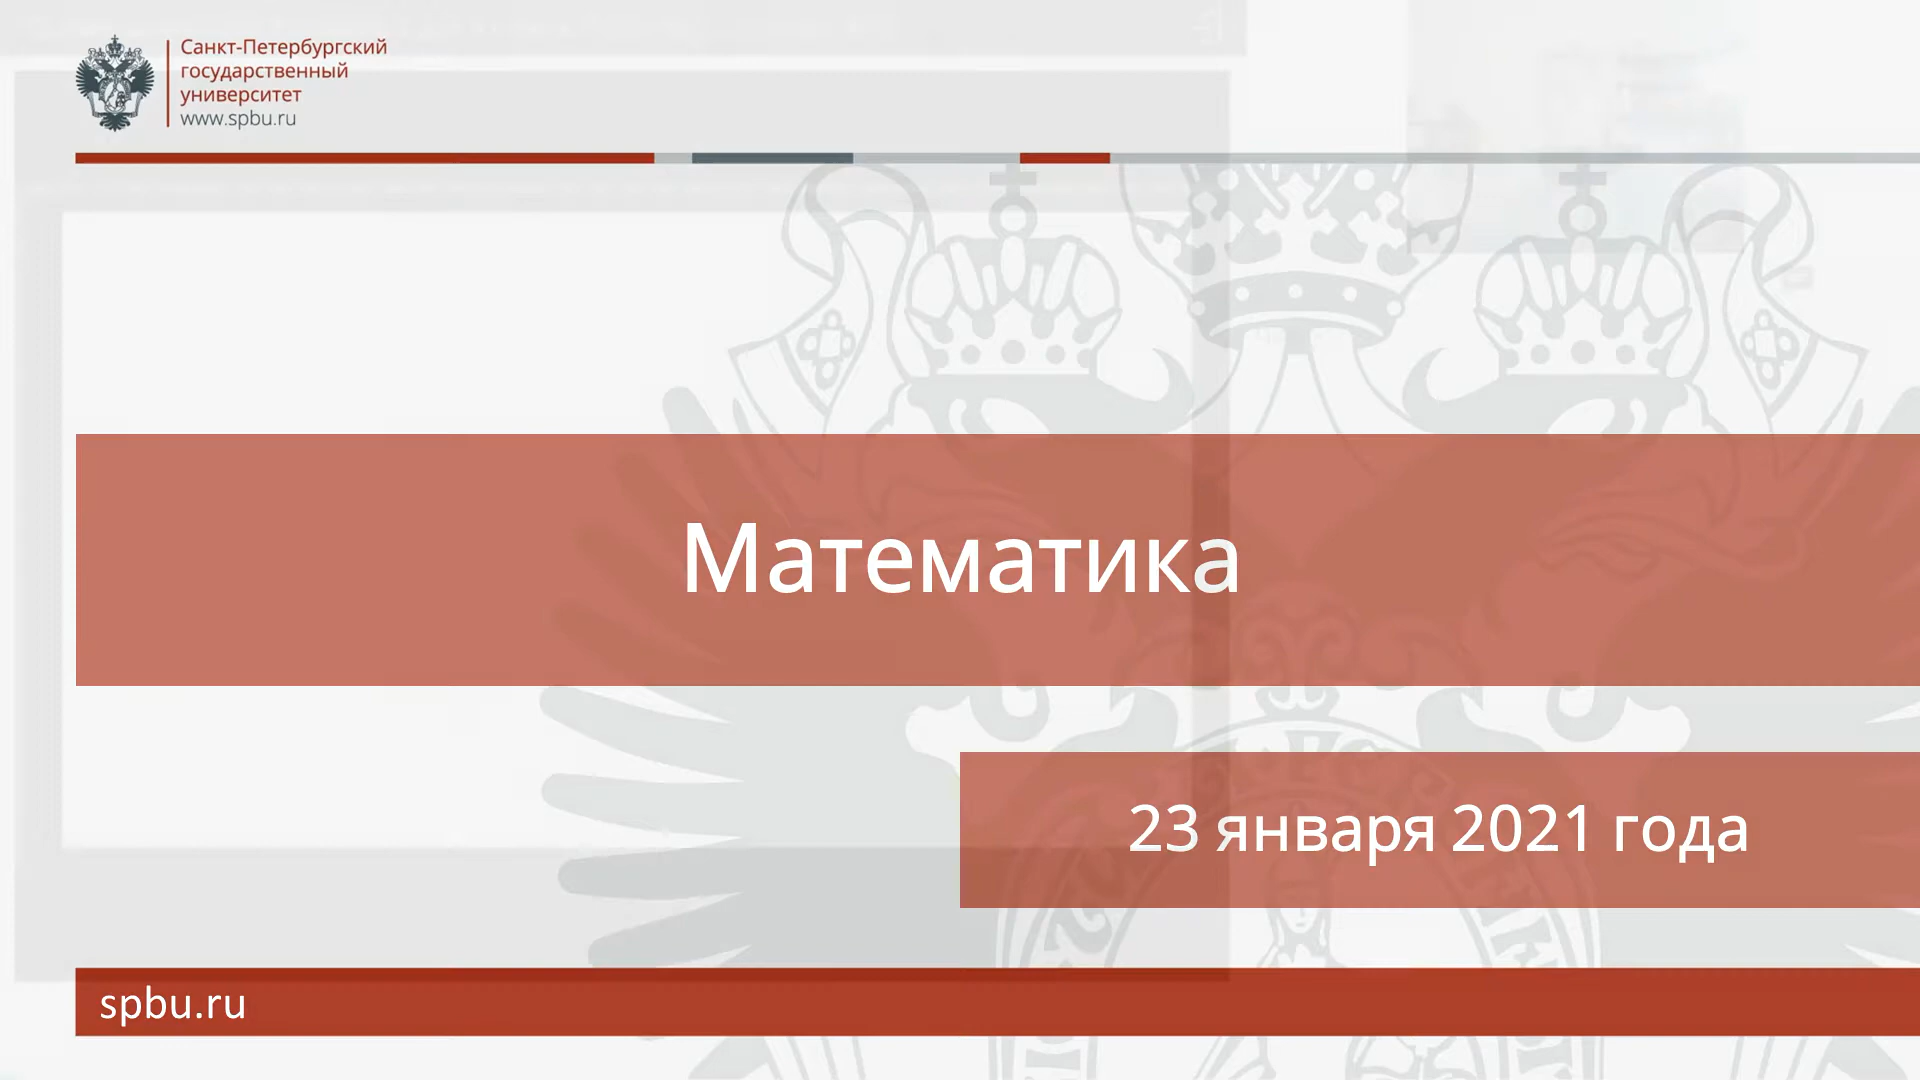 Санкт-Петербургский
государственный
университет
www.spbu.ru
Математика
23 января 2021 года
spbu.ru